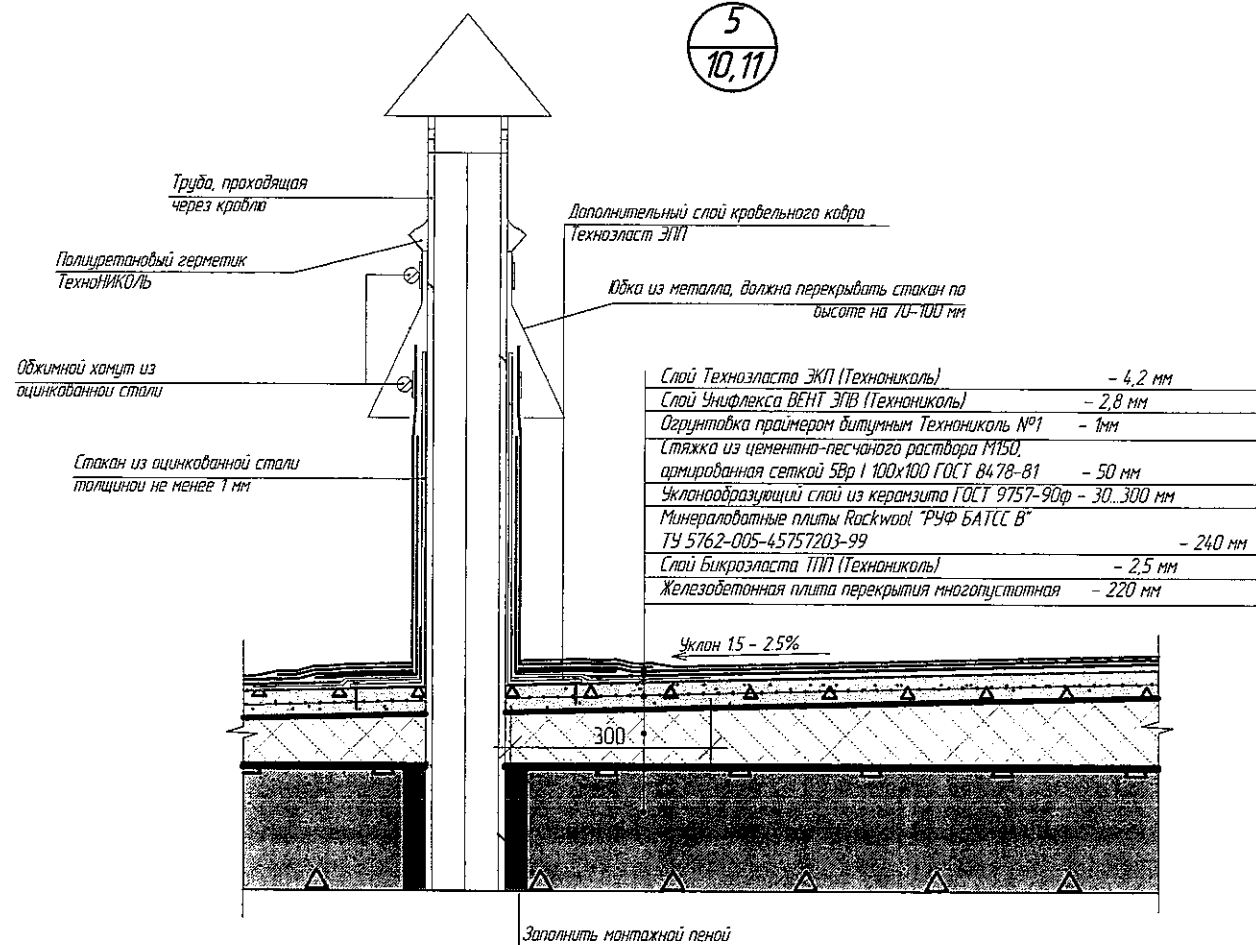 5
10,11
Труба, проходящая
через кровлю
Дополнительный слой кровельного ковра
Техноэласт ЭПП
Полиуретановый герметик
ТехноНИКОЛЬ
Юбка из металла, должна перекрывать стакан по
высоте на 70-100 мм
Обжимной хомут из
оцинкованной стали
Слой Техноэласта ЭКП (Технониколь) - 4,2 мм
Слой Унифлекса ВЕНТ ЭПВ (Технониколь) - 2,8 мм
Огрунтовка праймером битумным Технониколь №1 - 1мм
Стяжка из цементно-песчаного раствора М150,
армированная сеткой 5Вр I 100х100 ГОСТ 8478-81 - 50 мм
Уклонообразующий слой из керамзита ГОСТ 9757-90ф - 30...300 мм
Минераловатные плиты Rockwool "РУФ БАТТС В"
ТУ 5762-005-45757203-99 - 240 мм
Слой Бикроэласта ТПП (Технониколь) - 2,5 мм
Железобетонная плита перекрытия многопустотная - 220 мм
Стакан из оцинкованной стали
толщиной не менее 1 мм
Уклон 1.5 - 2.5%
300
Заполнить монтажной пеной